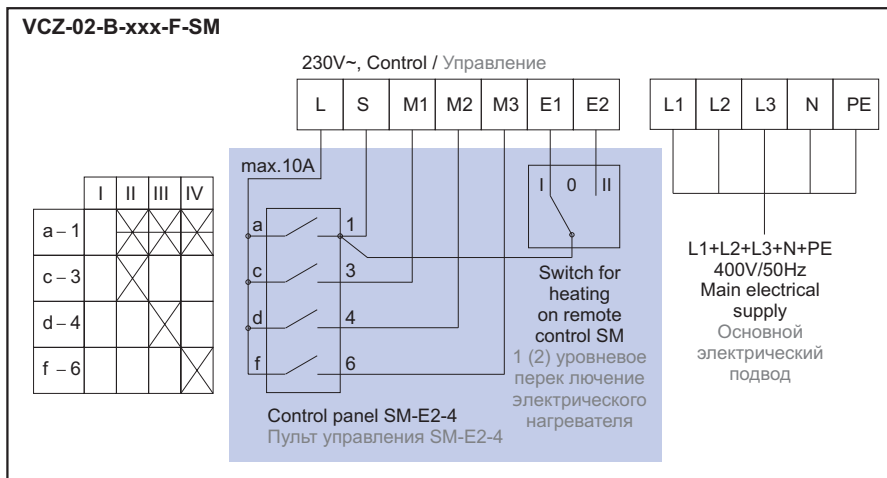 VCZ-02-B-xxx-F-SM
230V~, Control / Управление
L S M1 M2 M3 E1 E2
L1 L2 L3 N PE
max.10A
I 0 II
I II III IV
a – 1
c – 3
d – 4
f – 6
a 1
c 3
d 4
f 6
Switch for
heating
on remote
control SM
1 (2) уровневое
перек лючение
электрического
нагревателя
Control panel SM-E2-4
Пульт управления SM-E2-4
L1+L2+L3+N+PE
400V/50Hz
Main electrical
supply
Основной
электрический
подвод